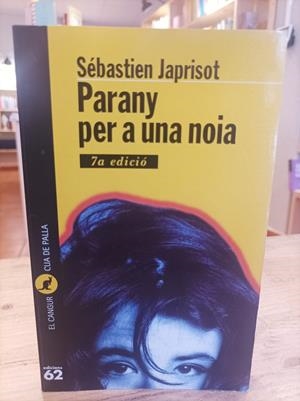 Sébastien Japrisot
Parany
per a una noia
7a edició
EL CANGUR
CUA DE PALLA
edicions
62